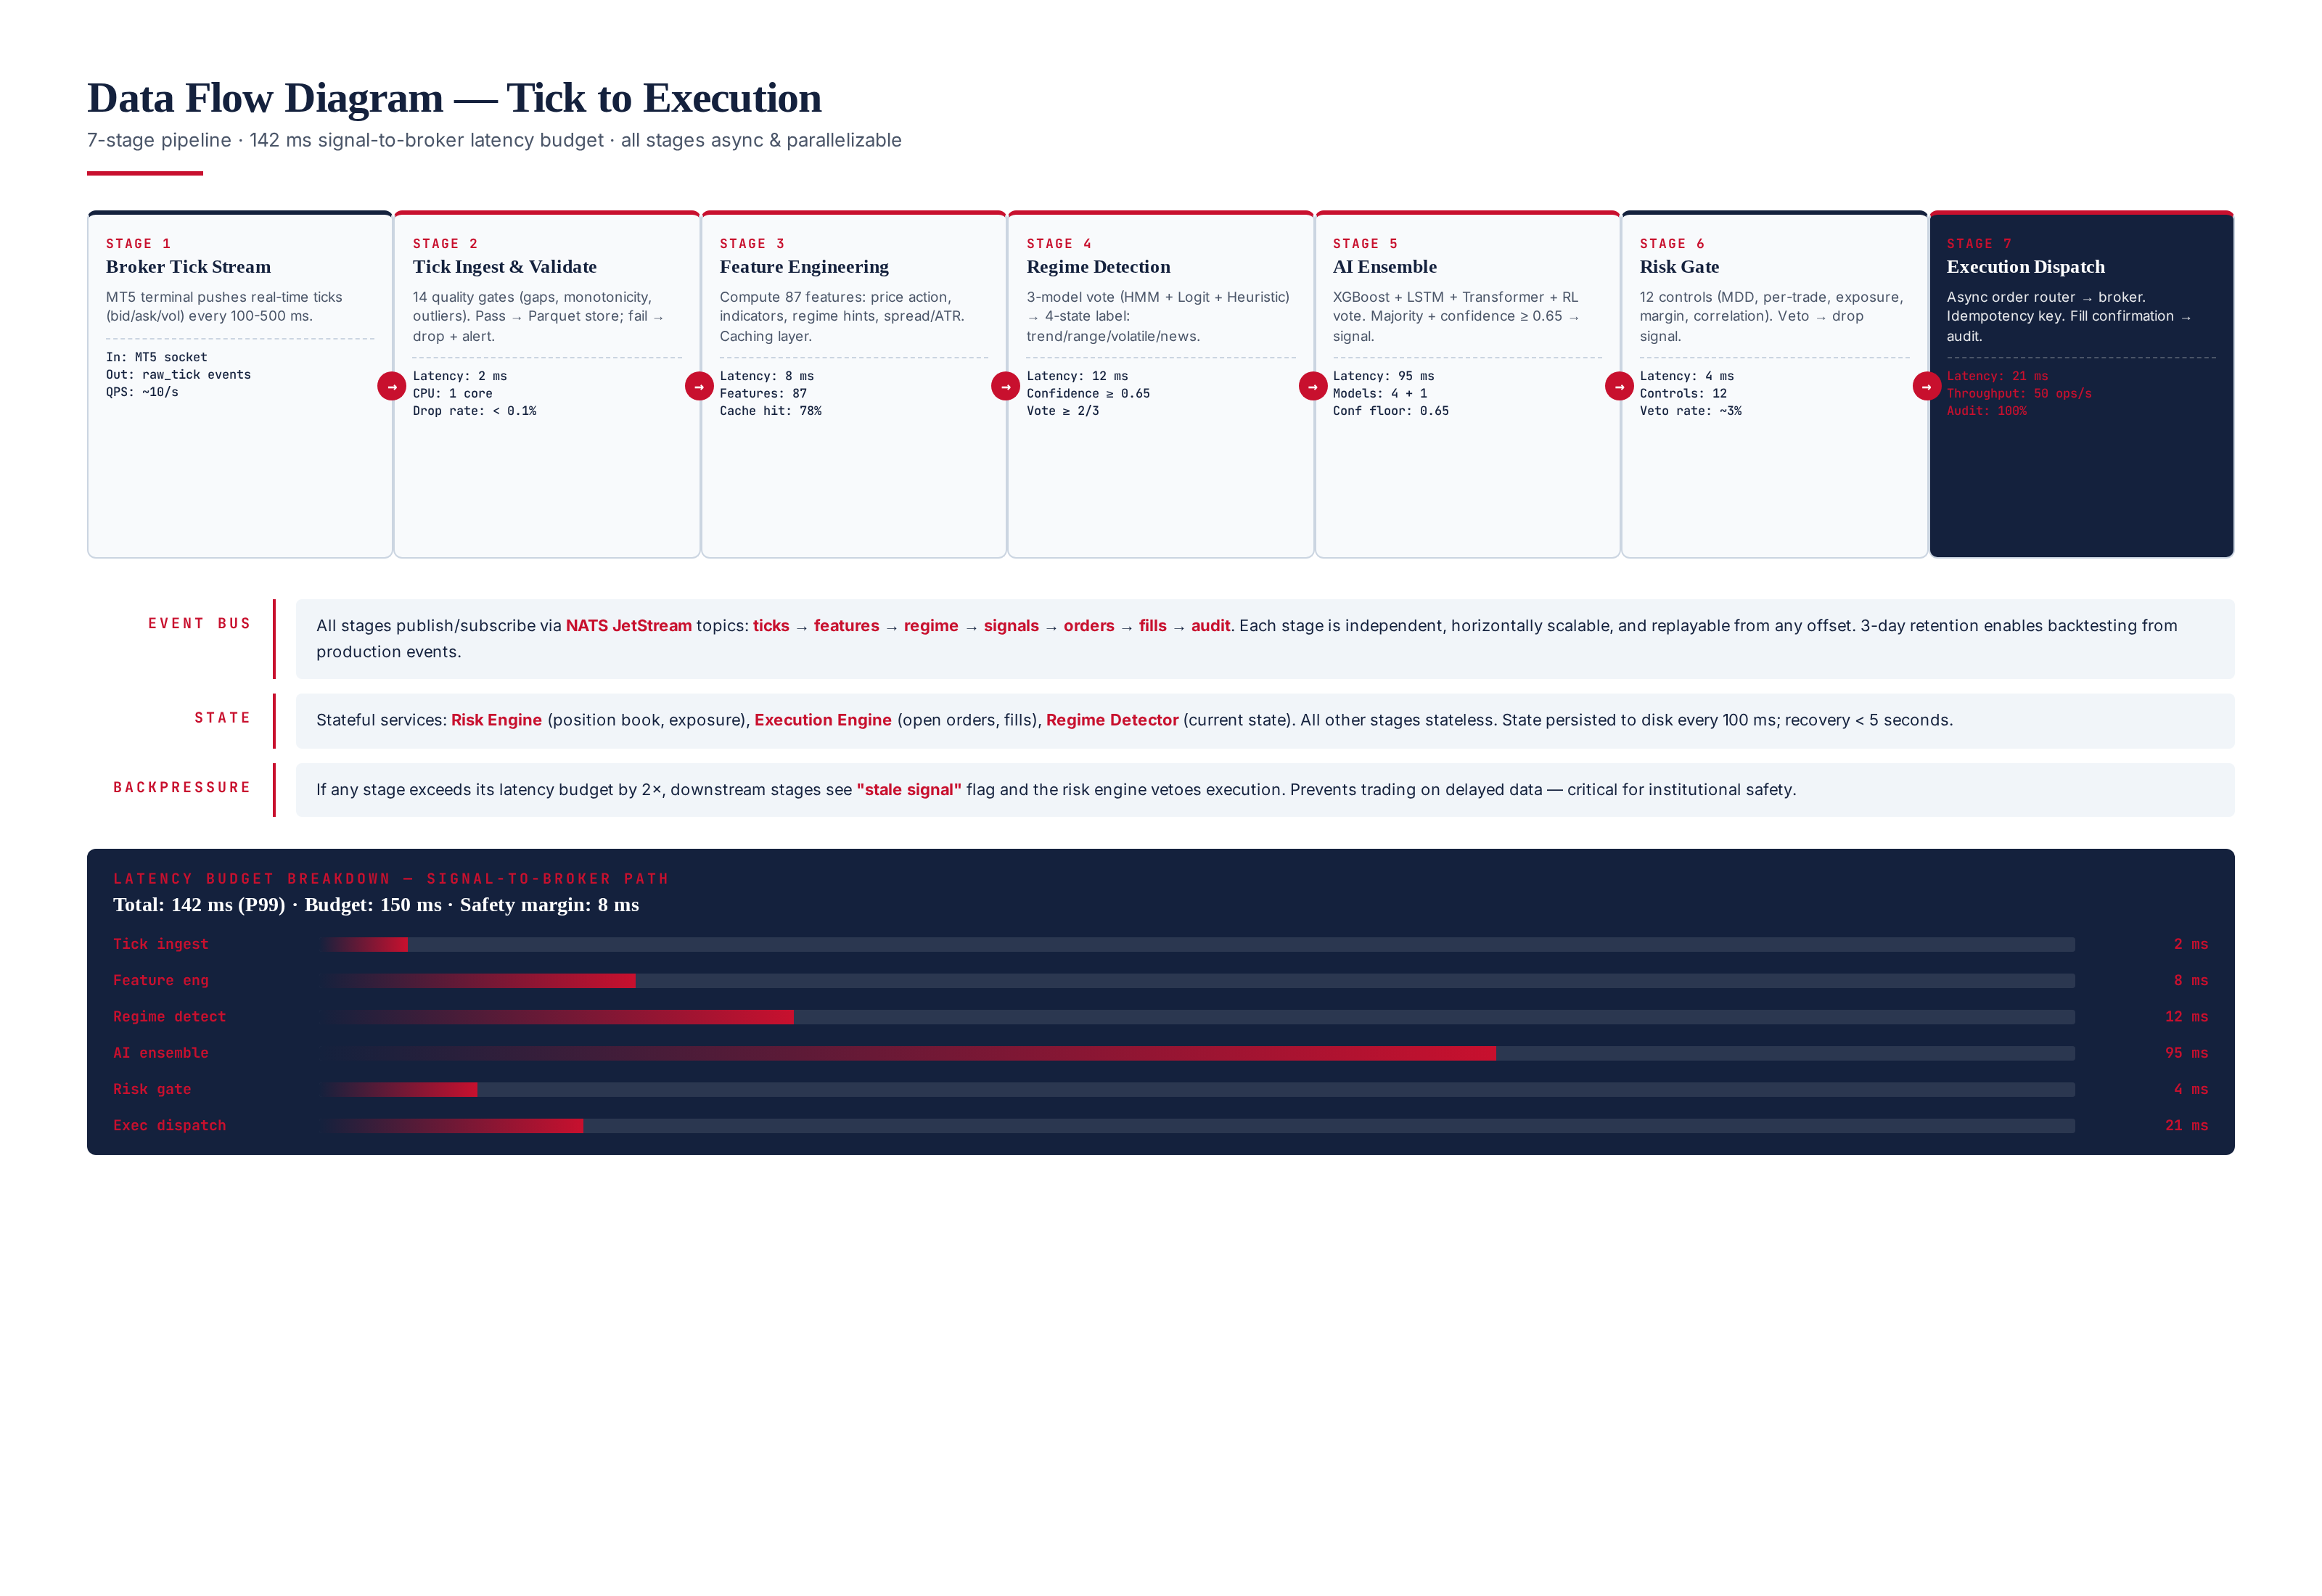 Data Flow Diagram — Tick to Execution
7-stage pipeline · 142 ms signal-to-broker latency budget · all stages async & parallelizable
STAGE 1
Broker Tick Stream
MT5 terminal pushes real-time ticks
(bid/ask/vol) every 100-500 ms.
In: MT5 socket
Out: raw_tick events
QPS: ~10/s
→
STAGE 2
Tick Ingest & Validate
14 quality gates (gaps, monotonicity,
outliers). Pass → Parquet store; fail →
drop + alert.
Latency: 2 ms
CPU: 1 core
Drop rate: < 0.1%
→
STAGE 3
Feature Engineering
Compute 87 features: price action,
indicators, regime hints, spread/ATR.
Caching layer.
Latency: 8 ms
Features: 87
Cache hit: 78%
→
STAGE 4
Regime Detection
3-model vote (HMM + Logit + Heuristic)
→ 4-state label:
trend/range/volatile/news.
Latency: 12 ms
Confidence ≥ 0.65
Vote ≥ 2/3
→
STAGE 5
AI Ensemble
XGBoost + LSTM + Transformer + RL
vote. Majority + confidence ≥ 0.65 →
signal.
Latency: 95 ms
Models: 4 + 1
Conf floor: 0.65
→
STAGE 6
Risk Gate
12 controls (MDD, per-trade, exposure,
margin, correlation). Veto → drop
signal.
Latency: 4 ms
Controls: 12
Veto rate: ~3%
→
STAGE 7
Execution Dispatch
Async order router → broker.
Idempotency key. Fill confirmation →
audit.
Latency: 21 ms
Throughput: 50 ops/s
Audit: 100%
EVENT BUS
All stages publish/subscribe via NATS JetStream topics: ticks → features → regime → signals → orders → fills → audit. Each stage is independent, horizontally scalable, and replayable from any offset. 3-day retention enables backtesting from
production events.
STATE
Stateful services: Risk Engine (position book, exposure), Execution Engine (open orders, fills), Regime Detector (current state). All other stages stateless. State persisted to disk every 100 ms; recovery < 5 seconds.
BACKPRESSURE
If any stage exceeds its latency budget by 2×, downstream stages see "stale signal" flag and the risk engine vetoes execution. Prevents trading on delayed data — critical for institutional safety.
LATENCY BUDGET BREAKDOWN — SIGNAL-TO-BROKER PATH
Total: 142 ms (P99) · Budget: 150 ms · Safety margin: 8 ms
Tick ingest 2 ms
Feature eng 8 ms
Regime detect 12 ms
AI ensemble 95 ms
Risk gate 4 ms
Exec dispatch 21 ms